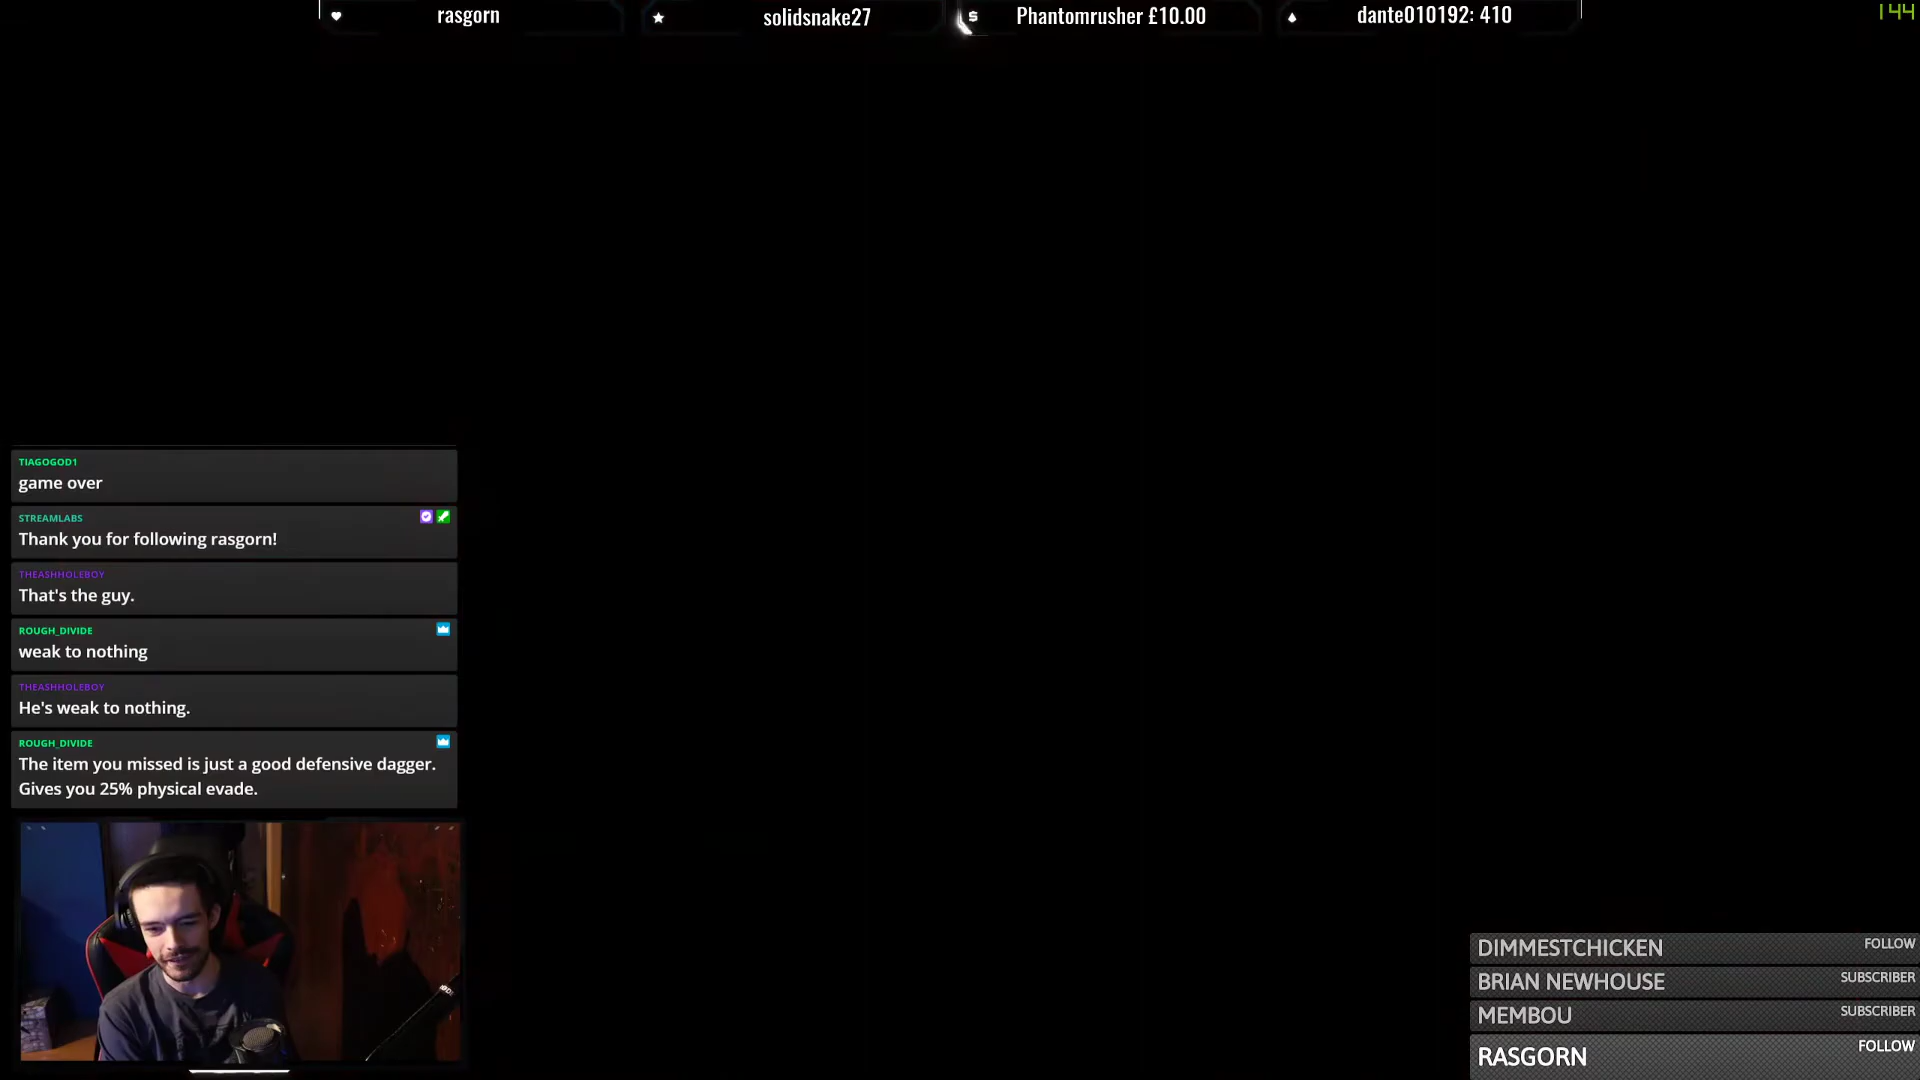 rasgorn
solidsnake27
Phantomrusher £10.00
dante010192: 410
144
TIAGOGOD1
game over
STREAMLABS
Thank you for following rasgorn!
THEASHHOLEBOY
That's the guy.
ROUGH_DIVIDE
weak to nothing
THEASHHOLEBOY
He's weak to nothing.
ROUGH_DIVIDE
The item you missed is just a good defensive dagger.
Gives you 25% physical evade.
DIMMESTCHICKEN FOLLOW
BRIAN NEWHOUSE SUBSCRIBER
MEMBOU SUBSCRIBER
RASGORN FOLLOW